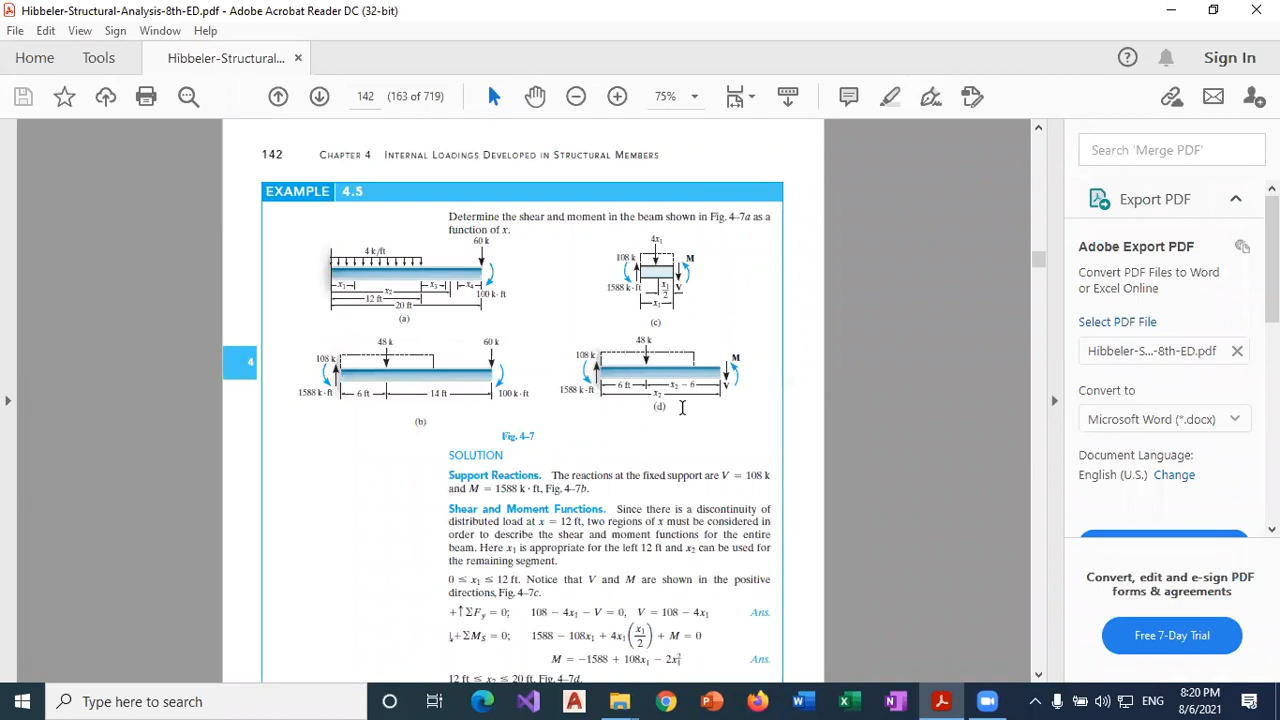 Hibbeler-Structural-Analysis-8th-ED.pdf - Adobe Acrobat Reader DC (32-bit)
File Edit View Sign Window Help
Home Tools Hibbeler-Structural... ×
Sign In
142 (163 of 719) 75%
142 CHAPTER 4 INTERNAL LOADINGS DEVELOPED IN STRUCTURAL MEMBERS
EXAMPLE 4.5
Determine the shear and moment in the beam shown in Fig. 4–7a as a
function of x.
60 k
4 k/ft
x₁
x₂
x₃
x₄
12 ft
20 ft
100 k·ft
(a)
4x₁
108 k
M
1588 k·ft
x₁
2
V
x₁
(c)
48 k
60 k
108 k
1588 k·ft
6 ft
14 ft
100 k·ft
(b)
48 k
108 k
M
1588 k·ft
6 ft
x₂ − 6
V
x₂
(d)
4
Fig. 4–7
SOLUTION
Support Reactions. The reactions at the fixed support are V = 108 k
and M = 1588 k·ft, Fig. 4–7b.
Shear and Moment Functions. Since there is a discontinuity of
distributed load at x = 12 ft, two regions of x must be considered in
order to describe the shear and moment functions for the entire
beam. Here x₁ is appropriate for the left 12 ft and x₂ can be used for
the remaining segment.
0 ≤ x₁ ≤ 12 ft. Notice that V and M are shown in the positive
directions, Fig. 4–7c.
+↑ΣFy = 0; 108 − 4x₁ − V = 0, V = 108 − 4x₁ Ans.
↓+ΣMS = 0; 1588 − 108x₁ + 4x₁(x₁/2) + M = 0
M = −1588 + 108x₁ − 2x₁² Ans.
12 ft ≤ x₂ ≤ 20 ft, Fig. 4–7d.
Search 'Merge PDF'
Export PDF
Adobe Export PDF
Convert PDF Files to Word
or Excel Online
Select PDF File
Hibbeler-S...-8th-ED.pdf ×
Convert to
Microsoft Word (*.docx)
Document Language:
English (U.S.) Change
Convert, edit and e-sign PDF
forms & agreements
Free 7-Day Trial
Type here to search
ENG
8:20 PM
8/6/2021